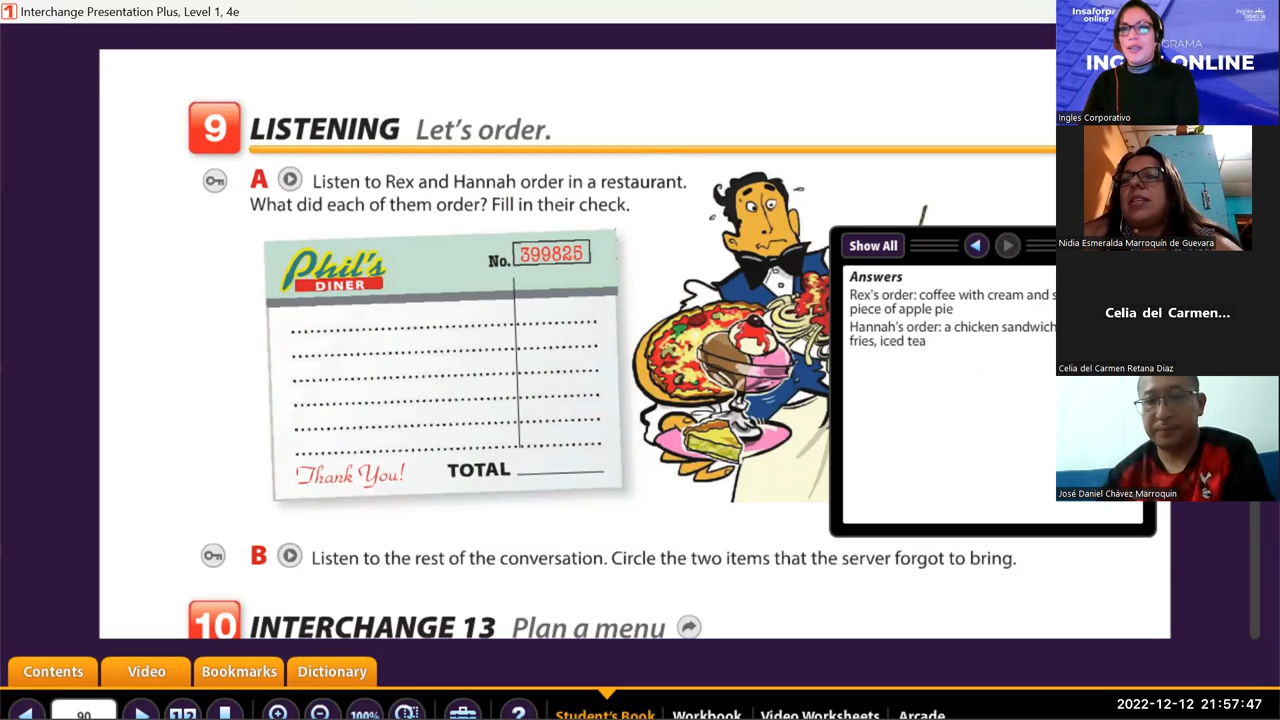 Interchange Presentation Plus, Level 1, 4e
9 LISTENING Let's order.
A Listen to Rex and Hannah order in a restaurant.
What did each of them order? Fill in their check.
Phil's
DINER
No. 399825
Thank You!
TOTAL
Show All
Answers
Rex's order: coffee with cream and
piece of apple pie
Hannah's order: a chicken sandwich
fries, iced tea
B Listen to the rest of the conversation. Circle the two items that the server forgot to bring.
10 INTERCHANGE 13 Plan a menu
Contents
Video
Bookmarks
Dictionary
90
100%
?
Student's Book
Workbook
Video Worksheets
Arcade
Insaforp
online
GRAMA
ONLINE
Ingles Corporativo
Nidia Esmeralda Marroquín de Guevara
Celia del Carmen...
Celia del Carmen Retana Diaz
José Daniel Chávez Marroquin
2022-12-12 21:57:47